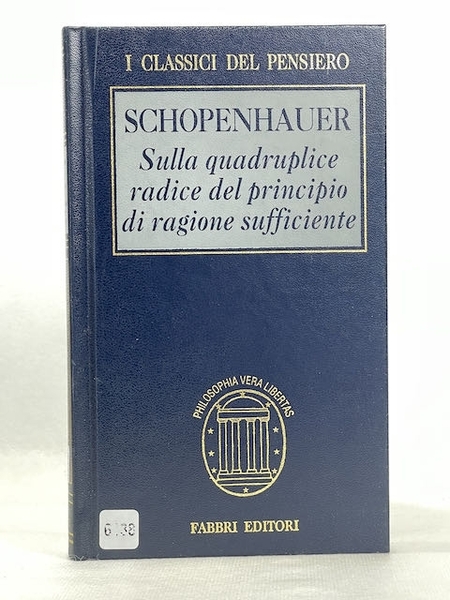 I CLASSICI DEL PENSIERO
SCHOPENHAUER
Sulla quadruplice
radice del principio
di ragione sufficiente
PHILOSOPHIA VERA LIBERTAS
FABBRI EDITORI